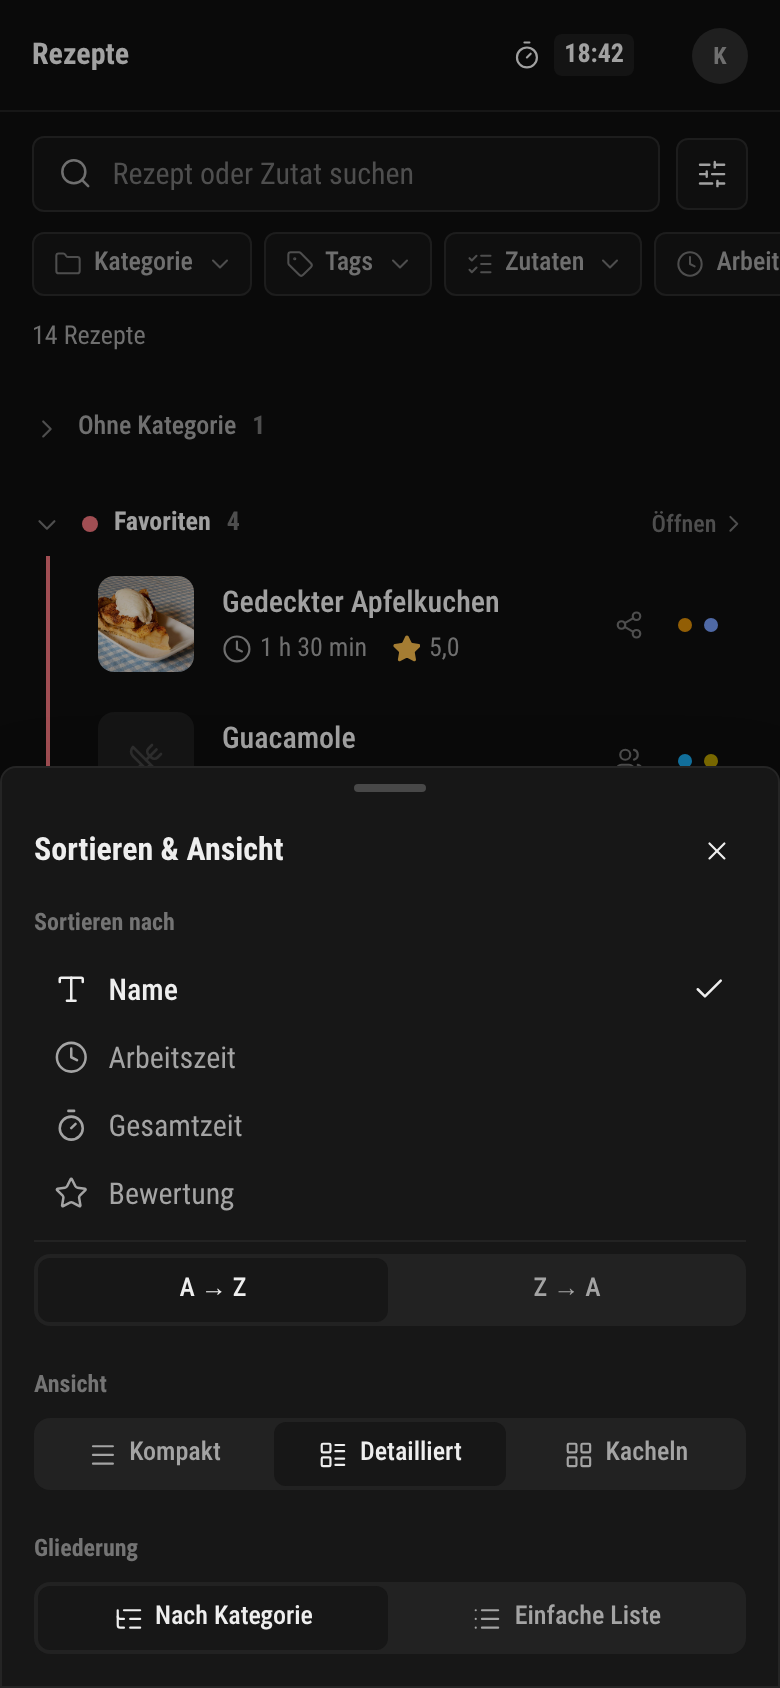 Rezepte
18:42
K
Rezept oder Zutat suchen
Kategorie
Tags
Zutaten
Arbeit
14 Rezepte
Ohne Kategorie 1
Favoriten 4
Öffnen
Gedeckter Apfelkuchen
1 h 30 min
5,0
Guacamole
Sortieren & Ansicht
Sortieren nach
Name
Arbeitszeit
Gesamtzeit
Bewertung
A → Z
Z → A
Ansicht
Kompakt
Detailliert
Kacheln
Gliederung
Nach Kategorie
Einfache Liste